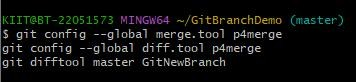 KIIT@BT-22051573 MINGW64 ~/GitBranchDemo (master)
$ git config --global merge.tool p4merge
git config --global diff.tool p4merge
git difftool master GitNewBranch